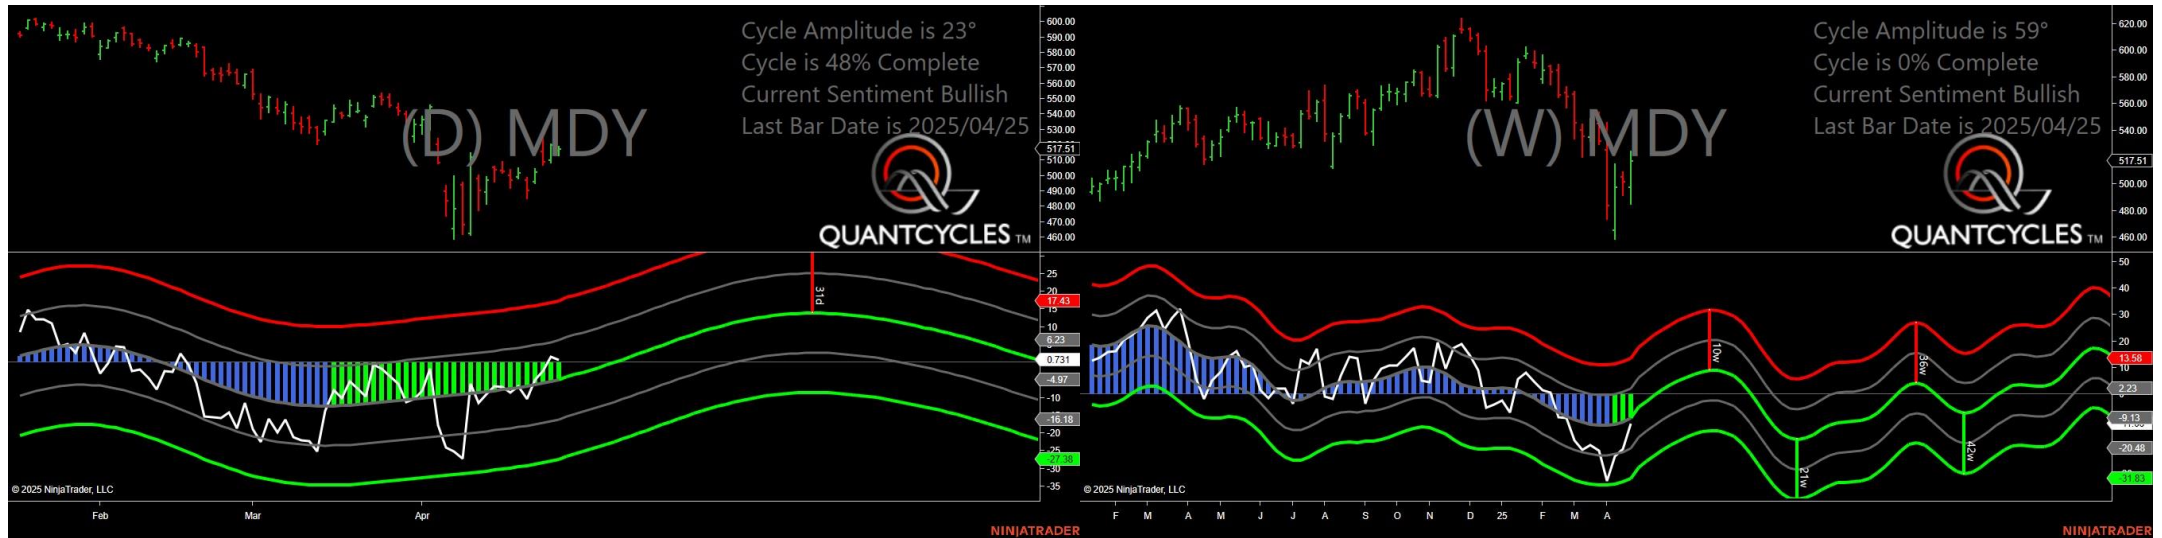 Cycle Amplitude is 23°
Cycle is 48% Complete
Current Sentiment Bullish
Last Bar Date is 2025/04/25
(D) MDY
QUANTCYCLES TM
600.00
590.00
580.00
570.00
560.00
550.00
540.00
530.00
517.51
510.00
500.00
490.00
480.00
470.00
460.00
31d
25
20
17.43
15
10
6.23
0.731
-4.97
-10
-16.18
-20
-25
-27.38
-30
-35
© 2025 NinjaTrader, LLC
Feb
Mar
Apr
NINJATRADER
Cycle Amplitude is 59°
Cycle is 0% Complete
Current Sentiment Bullish
Last Bar Date is 2025/04/25
(W) MDY
QUANTCYCLES TM
620.00
600.00
580.00
560.00
540.00
517.51
500.00
480.00
460.00
10w
36w
21w
42w
50
40
30
20
13.58
10
2.23
-9.13
-20.48
-31.83
© 2025 NinjaTrader, LLC
F M A M J J A S O N D 25 F M A
NINJATRADER